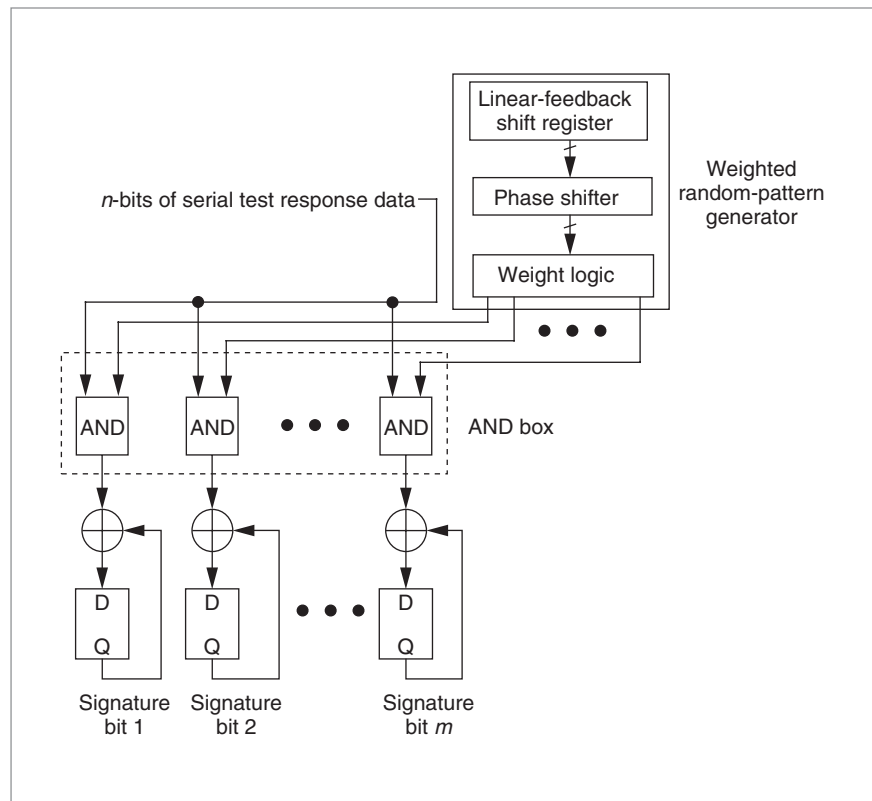 Linear-feedback
shift register
Weighted
random-pattern
generator
n-bits of serial test response data
Phase shifter
Weight logic
AND
AND
AND
AND box
D
D
D
Q
Q
Q
Signature
bit 1
Signature
bit 2
Signature
bit m